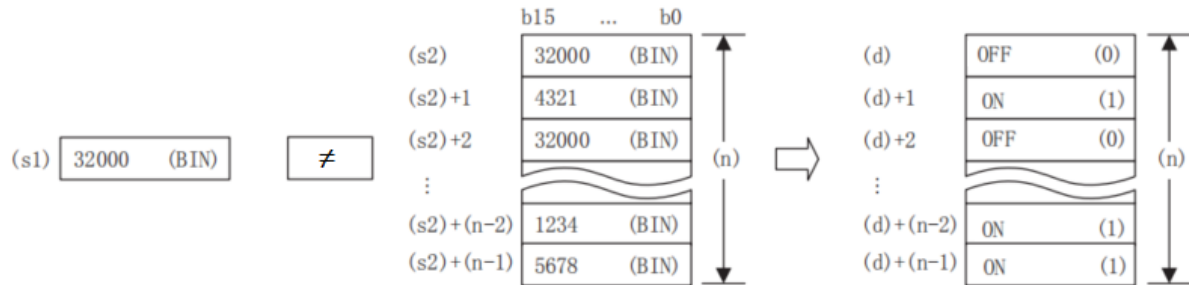 b15 ... b0
(s2) 32000 (BIN) (d) OFF (0)
(s2)+1 4321 (BIN) (d)+1 ON (1)
(s2)+2 32000 (BIN) (d)+2 OFF (0)
(s1) 32000 (BIN) ≠ (n) (n)
⋮ ⋮
(s2)+(n-2) 1234 (BIN) (d)+(n-2) ON (1)
(s2)+(n-1) 5678 (BIN) (d)+(n-1) ON (1)